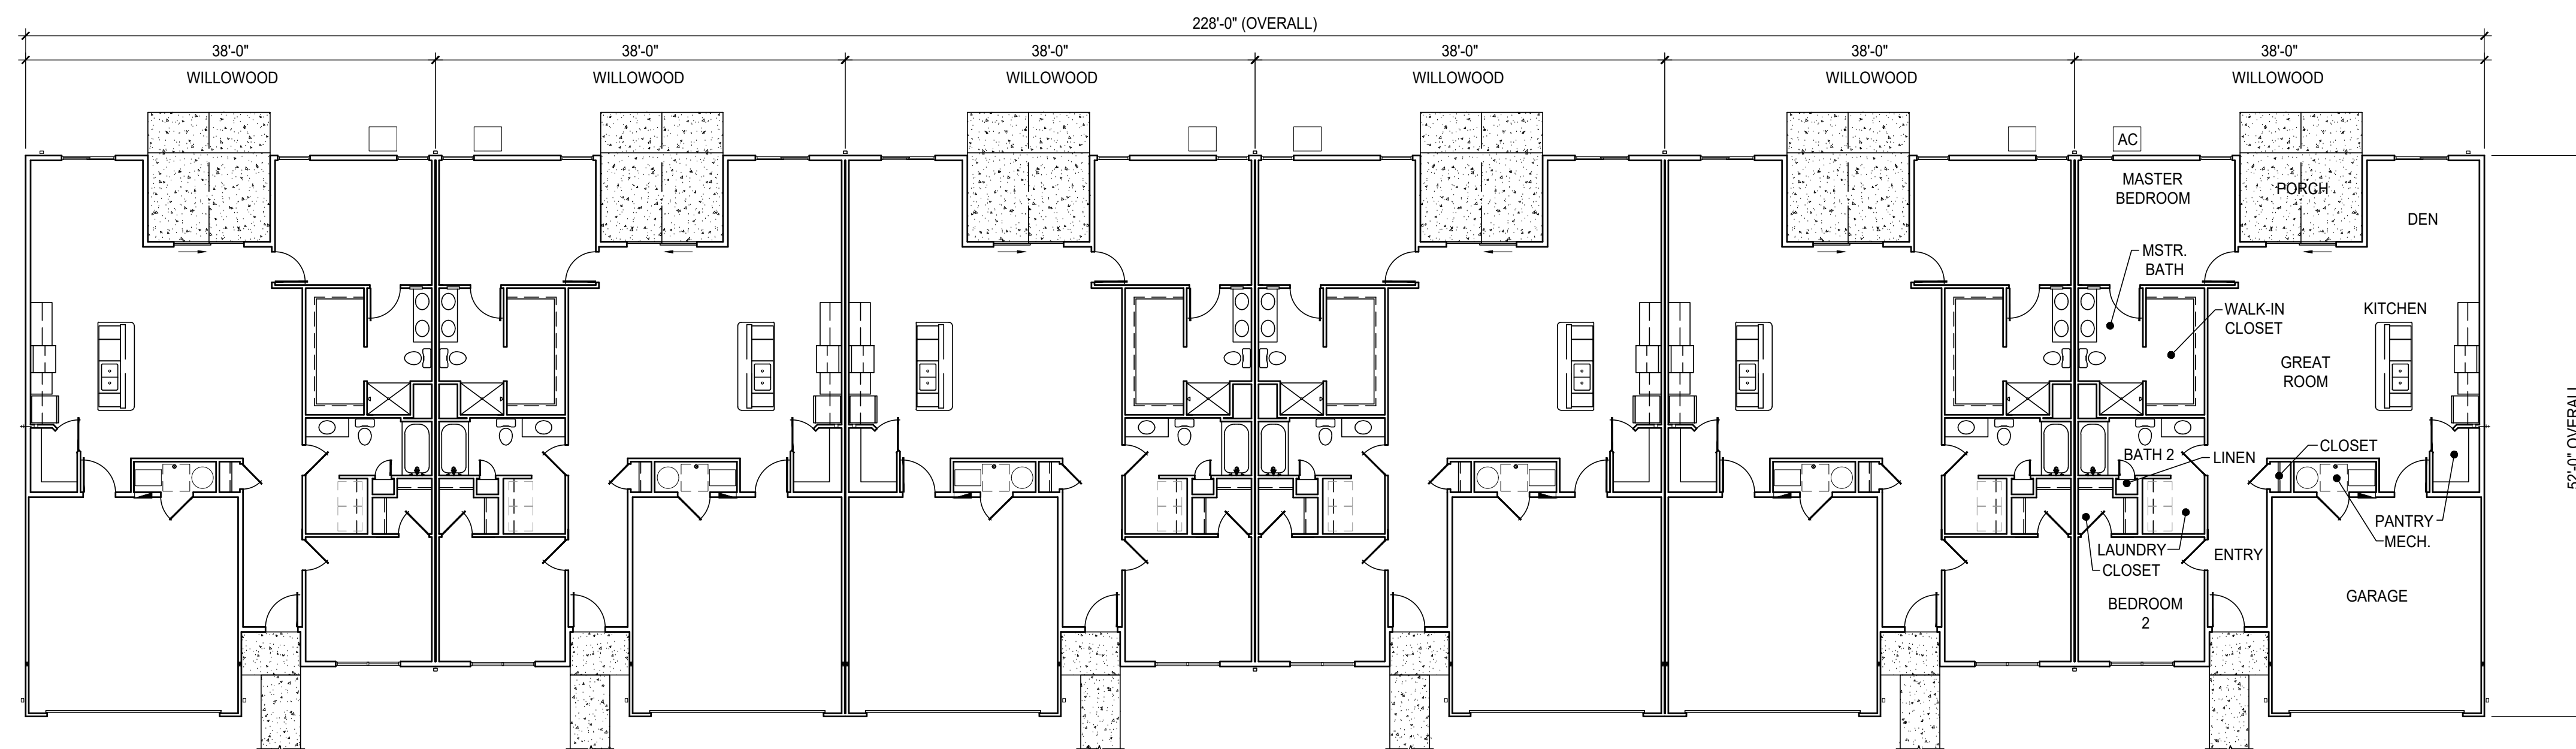 228'-0" (OVERALL)
38'-0" 38'-0" 38'-0" 38'-0" 38'-0" 38'-0"
WILLOWOOD WILLOWOOD WILLOWOOD WILLOWOOD WILLOWOOD WILLOWOOD
AC
MASTER
BEDROOM
PORCH
DEN
MSTR.
BATH
WALK-IN
CLOSET
KITCHEN
GREAT
ROOM
52'-0" OVERALL
CLOSET
BATH 2
LINEN
PANTRY
MECH.
LAUNDRY
CLOSET
ENTRY
BEDROOM
2
GARAGE